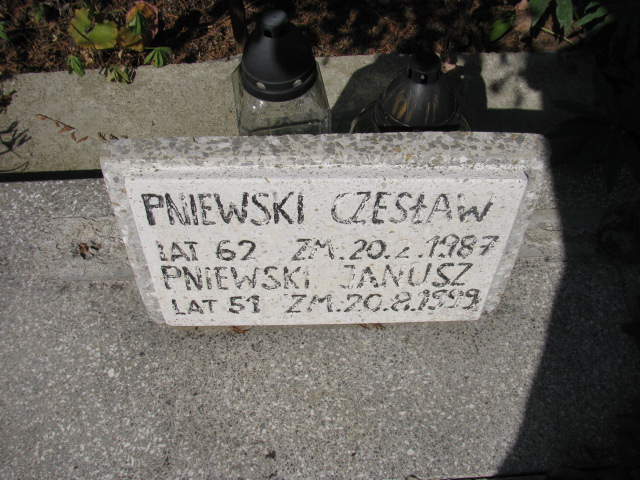 PNIEWSKI CZESŁAW
LAT 62 ZM.20.2.1987
PNIEWSKI JANUSZ
LAT 51 ZM.20.8.1999